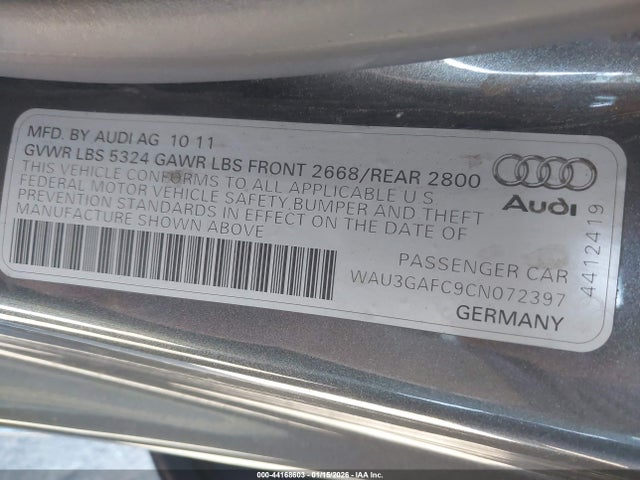 MFD. BY AUDI AG 10 11
GVWR LBS 5324 GAWR LBS FRONT 2668/REAR 2800
THIS VEHICLE CONFORMS TO ALL APPLICABLE U S
FEDERAL MOTOR VEHICLE SAFETY,BUMPER AND THEFT
PREVENTION STANDARDS IN EFFECT ON THE DATE OF
MANUFACTURE SHOWN ABOVE
Audi
4412419
PASSENGER CAR
WAU3GAFC9CN072397
GERMANY
000-44168603 - 01/15/2026 - IAA Inc.